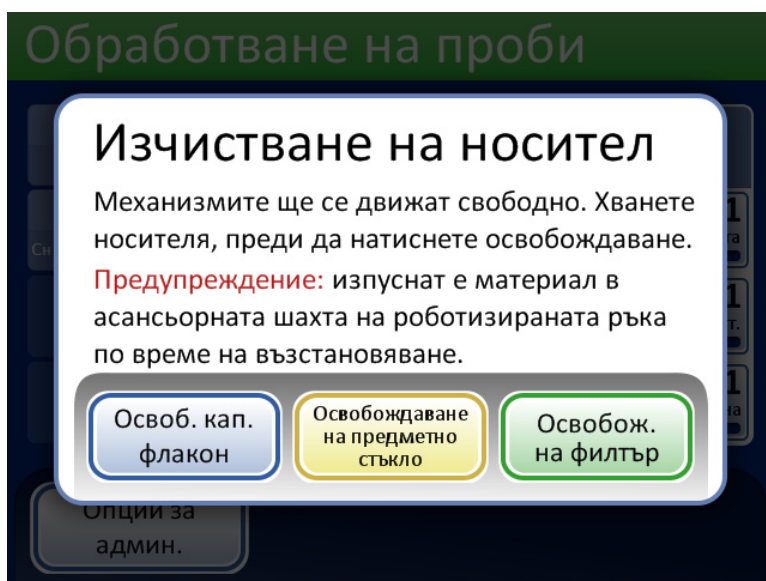 Обработване на проби
Изчистване на носител
Механизмите ще се движат свободно. Хванете
носителя, преди да натиснете освобождаване.
Предупреждение: изпуснат е материал в
асансьорната шахта на роботизираната ръка
по време на възстановяване.
Освоб. кап.
флакон
Освобождаване
на предметно
стъкло
Освобож.
на филтър
Опции за
админ.